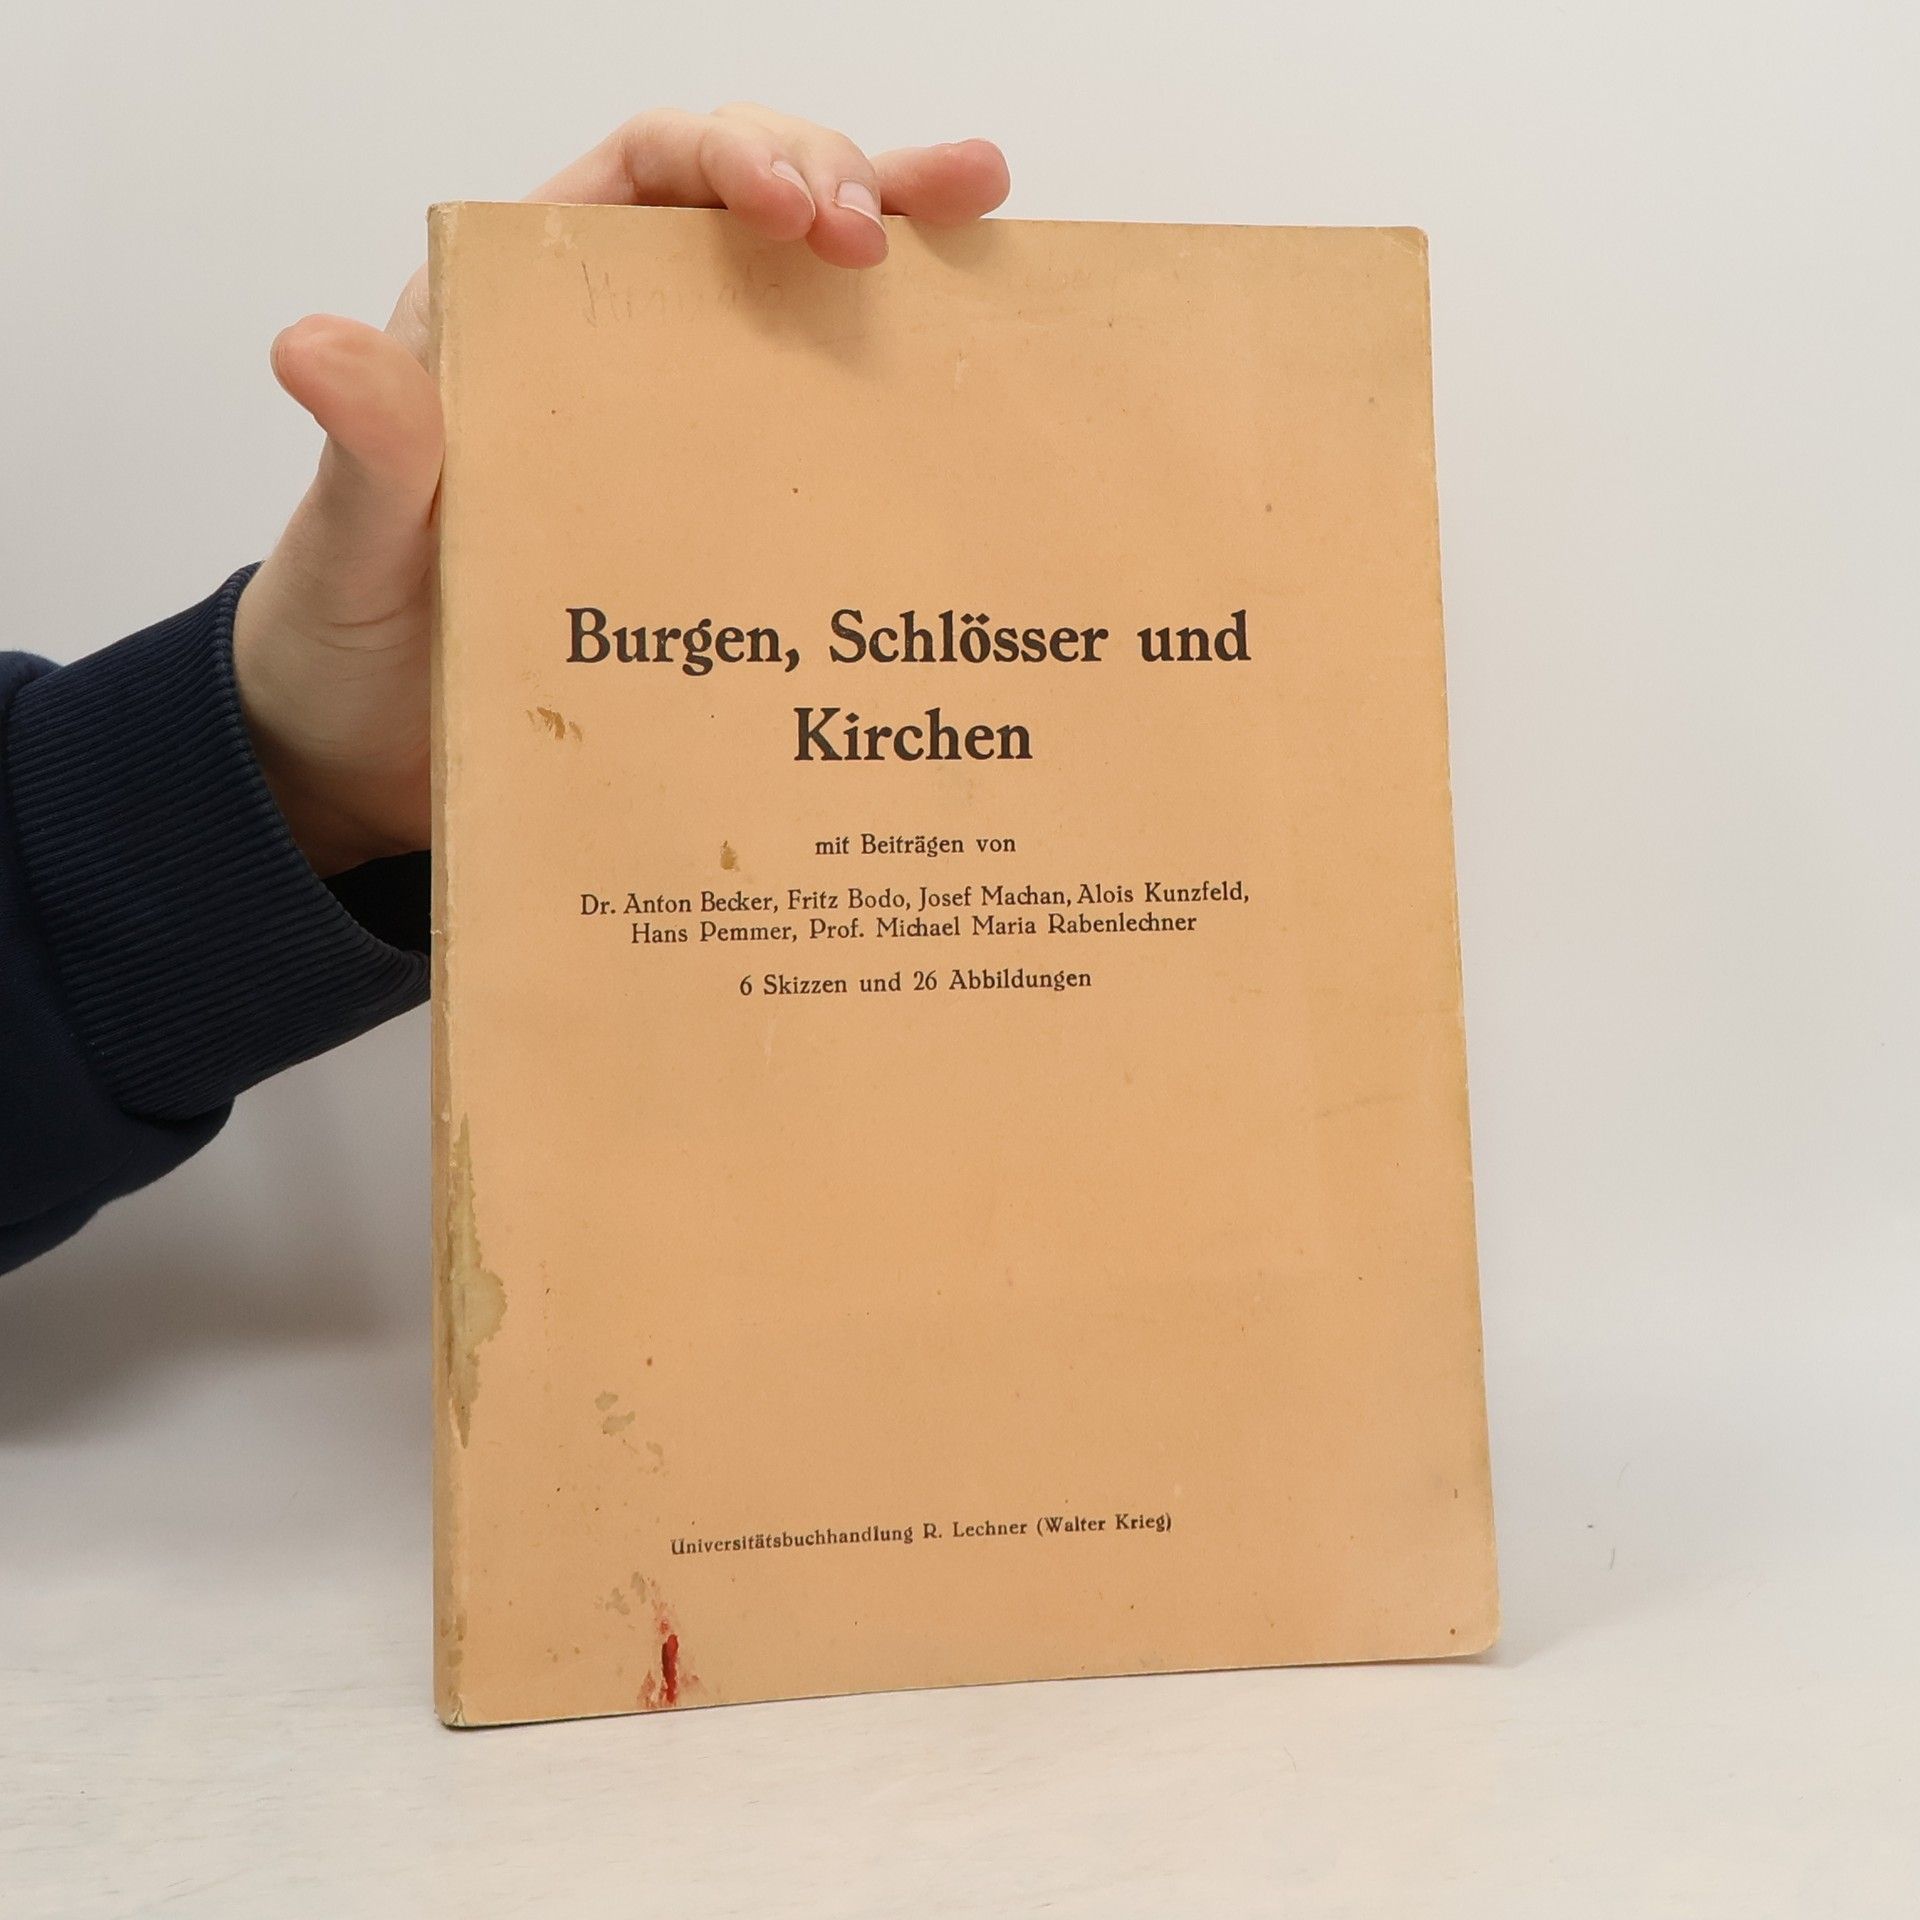 Burgen, Schlösser und
Kirchen
mit Beiträgen von
Dr. Anton Becker, Fritz Bodo, Josef Machan, Alois Kunzfeld,
Hans Pemmer, Prof. Michael Maria Rabenlechner
6 Skizzen und 26 Abbildungen
Universitätsbuchhandlung R. Lechner (Walter Krieg)